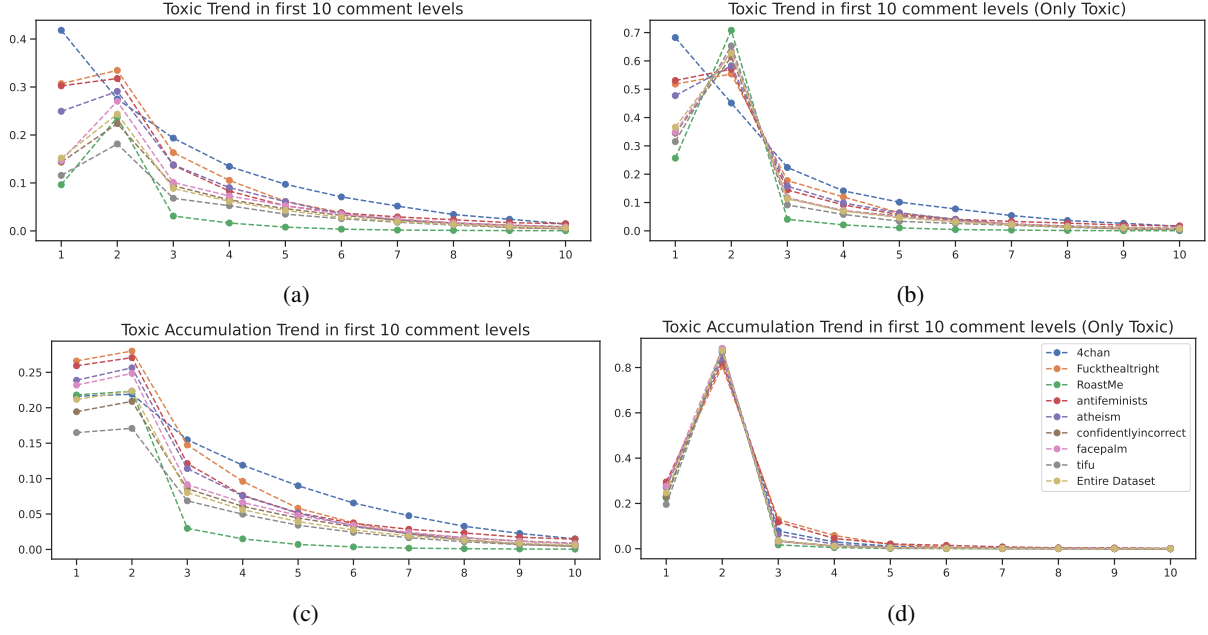 Toxic Trend in first 10 comment levels
0.4
0.3
0.2
0.1
0.0
1 2 3 4 5 6 7 8 9 10
(a)
Toxic Trend in first 10 comment levels (Only Toxic)
0.7
0.6
0.5
0.4
0.3
0.2
0.1
0.0
1 2 3 4 5 6 7 8 9 10
(b)
Toxic Accumulation Trend in first 10 comment levels
0.25
0.20
0.15
0.10
0.05
0.00
1 2 3 4 5 6 7 8 9 10
(c)
Toxic Accumulation Trend in first 10 comment levels (Only Toxic)
0.8
0.6
0.4
0.2
0.0
4chan
Fuckthealtright
RoastMe
antifeminists
atheism
confidentlyincorrect
facepalm
tifu
Entire Dataset
1 2 3 4 5 6 7 8 9 10
(d)